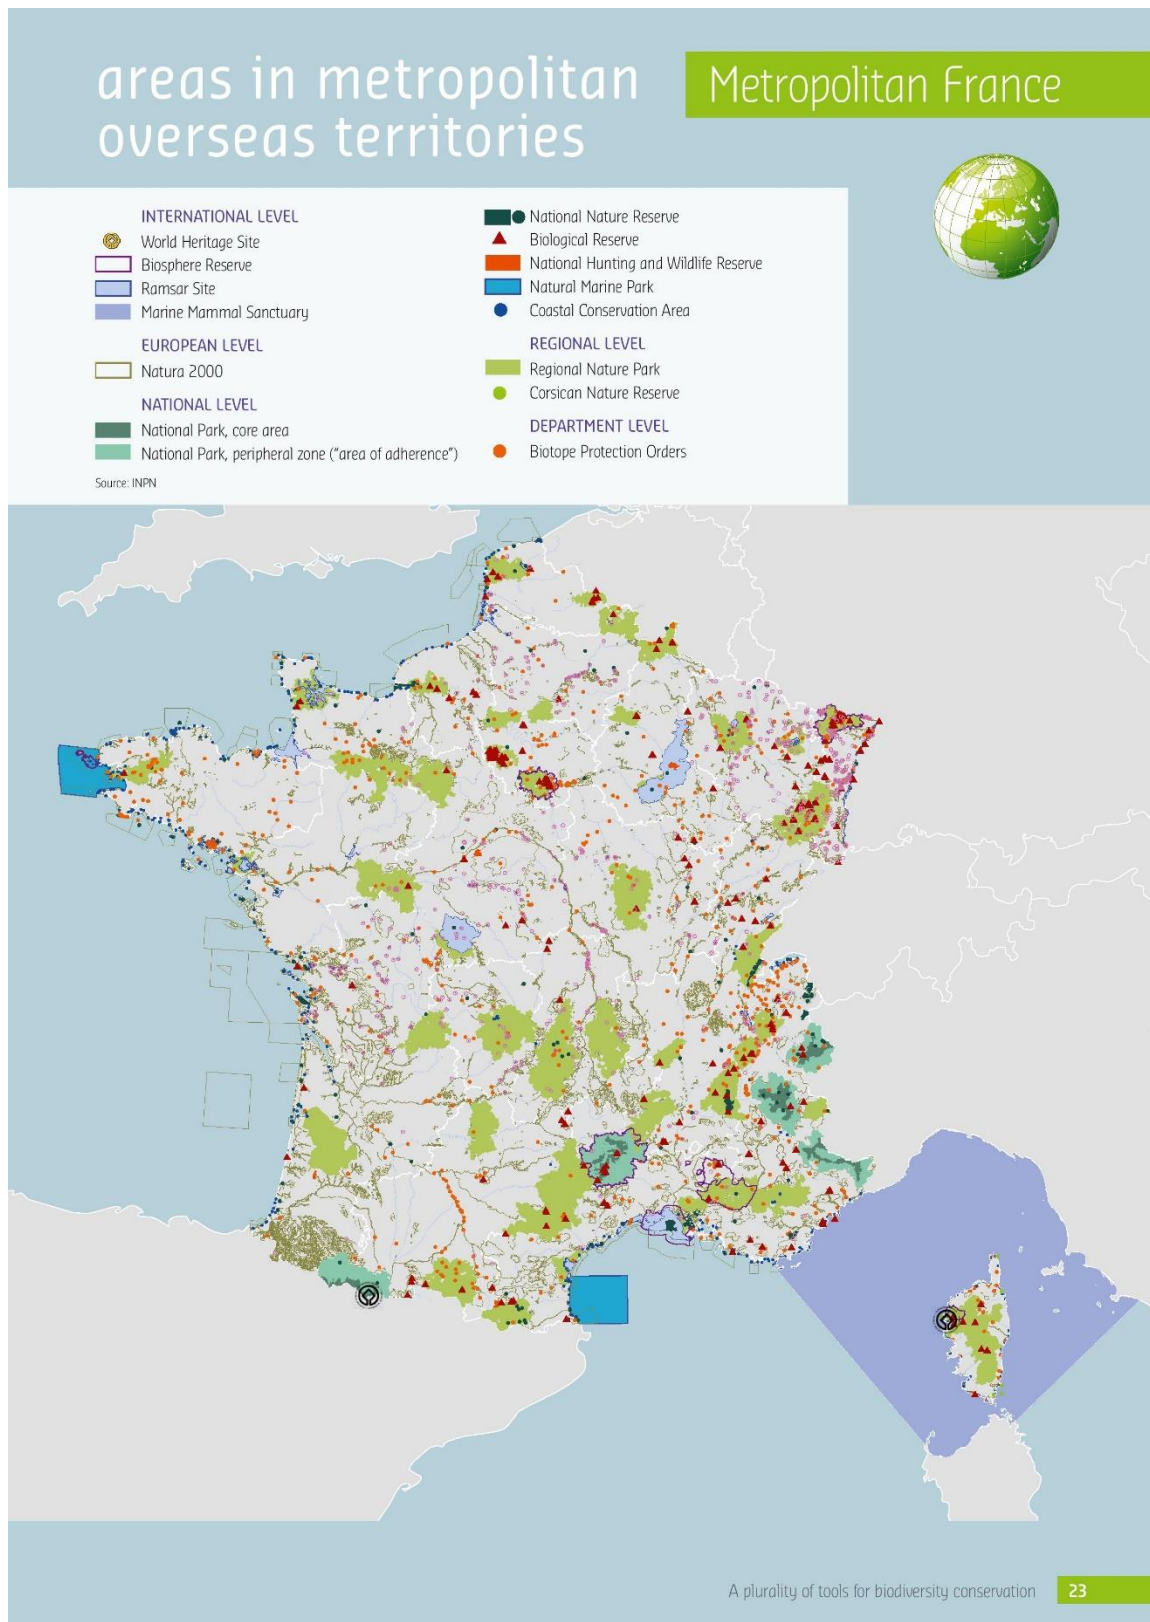 areas in metropolitan
overseas territories
Metropolitan France
INTERNATIONAL LEVEL
World Heritage Site
Biosphere Reserve
Ramsar Site
Marine Mammal Sanctuary
EUROPEAN LEVEL
Natura 2000
NATIONAL LEVEL
National Park, core area
National Park, peripheral zone ("area of adherence")
Source: INPN
National Nature Reserve
Biological Reserve
National Hunting and Wildlife Reserve
Natural Marine Park
Coastal Conservation Area
REGIONAL LEVEL
Regional Nature Park
Corsican Nature Reserve
DEPARTMENT LEVEL
Biotope Protection Orders
A plurality of tools for biodiversity conservation
23